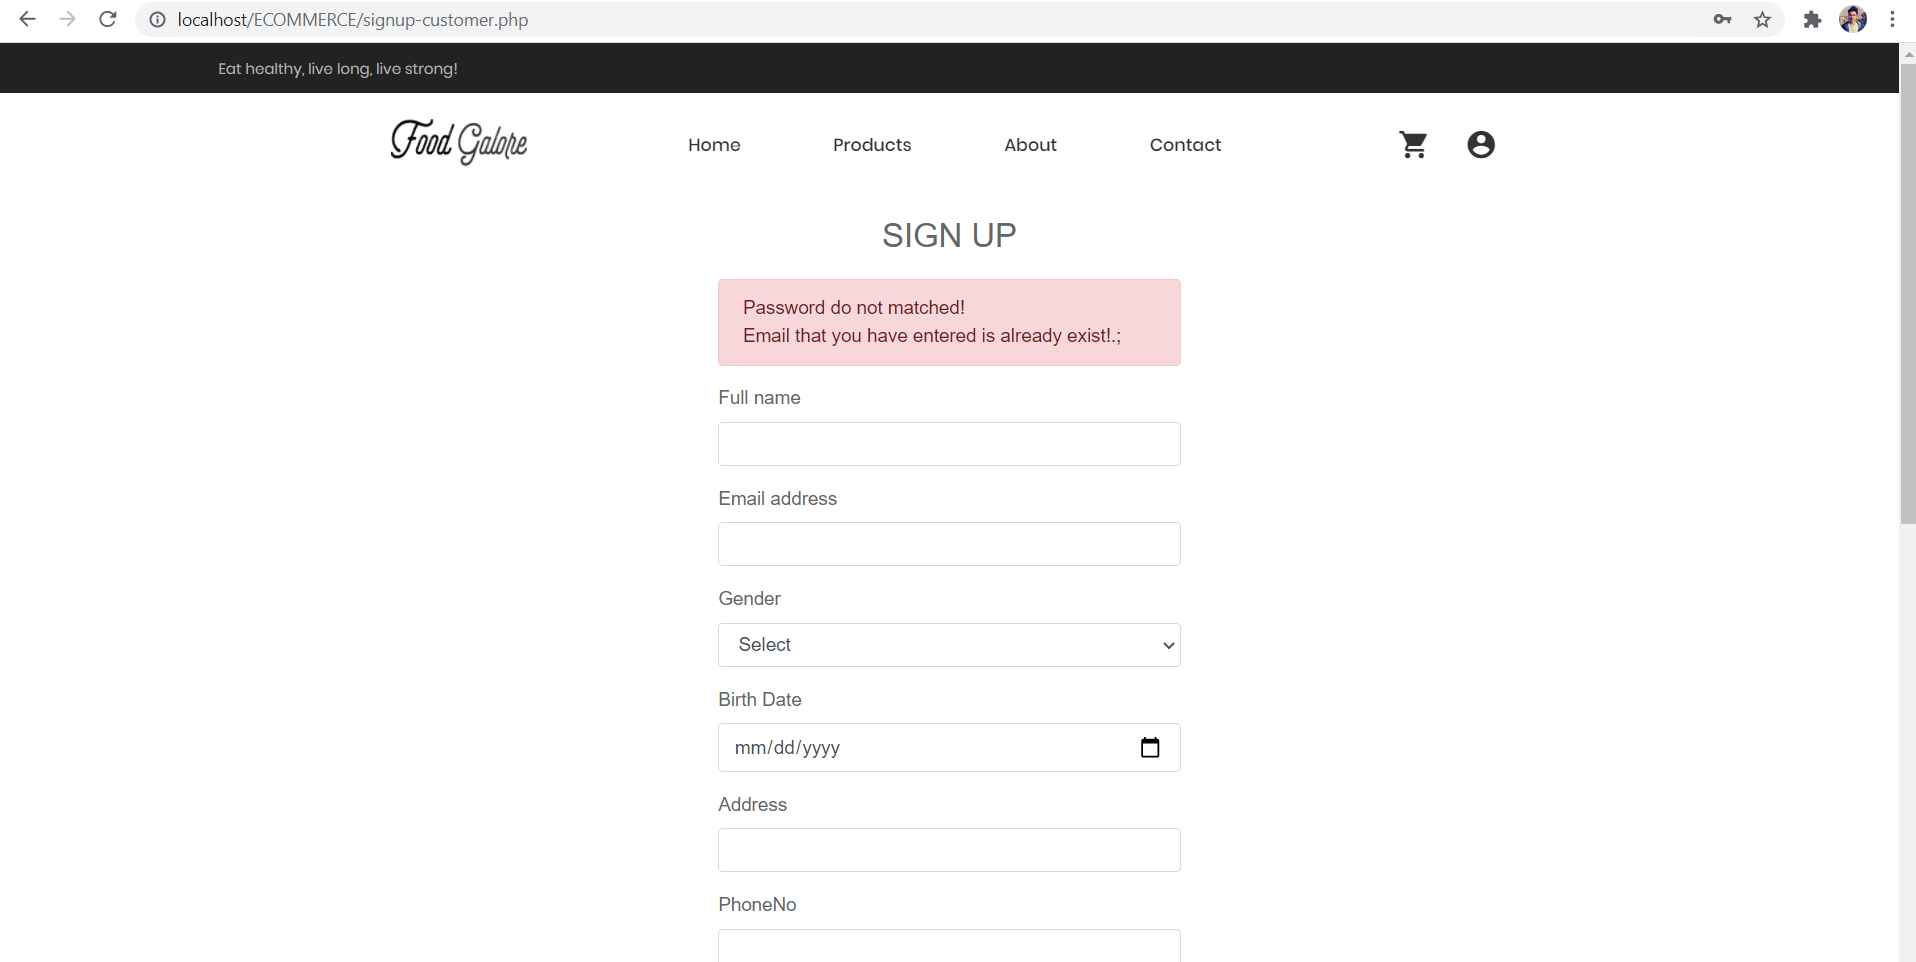 localhost/ECOMMERCE/signup-customer.php
Eat healthy, live long, live strong!
Food Galore Home Products About Contact
SIGN UP
Password do not matched!
Email that you have entered is already exist!.;
Full name
Email address
Gender
Select
Birth Date
mm/dd/yyyy
Address
PhoneNo